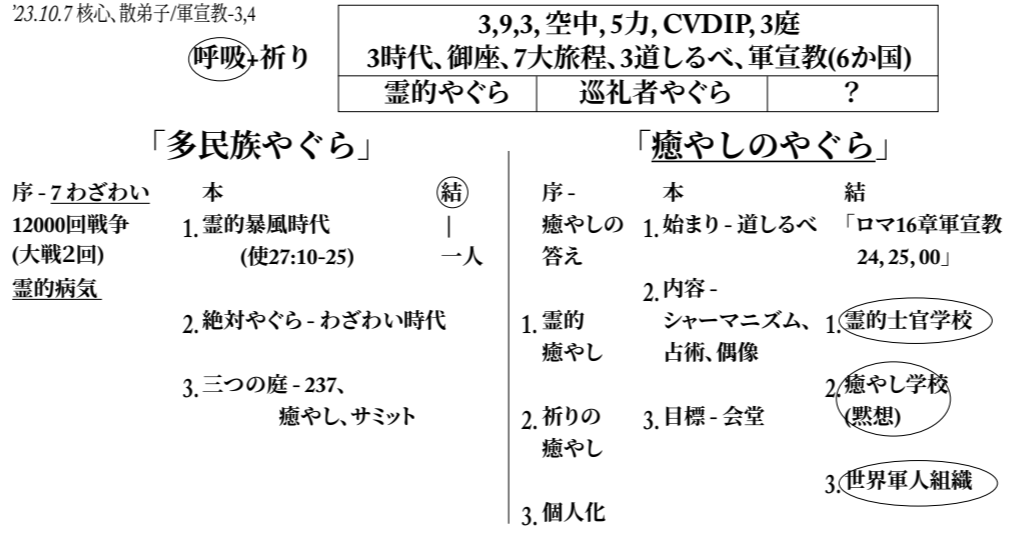 '23.10.7 核心、散弟子/軍宣教-3,4
呼吸+祈り
3,9,3, 空中, 5力, CVDIP, 3庭
3時代、御座、7大旅程、3道しるべ、軍宣教(6か国)
霊的やぐら 巡礼者やぐら ?
「多民族やぐら」
序 - 7 わざわい
12000回戦争
(大戦2回)
霊的病気
本
1. 霊的暴風時代
(使27:10-25)
2. 絶対やぐら - わざわい時代
3. 三つの庭 - 237、
癒やし、サミット
結
|
一人
「癒やしのやぐら」
序 -
癒やしの
答え
1. 霊的
癒やし
2. 祈りの
癒やし
3. 個人化
本
1. 始まり - 道しるべ
2. 内容 -
シャーマニズム、
占術、偶像
3. 目標 - 会堂
結
「ロマ16章軍宣教
24, 25, 00」
1. 霊的士官学校
2. 癒やし学校
(黙想)
3. 世界軍人組織